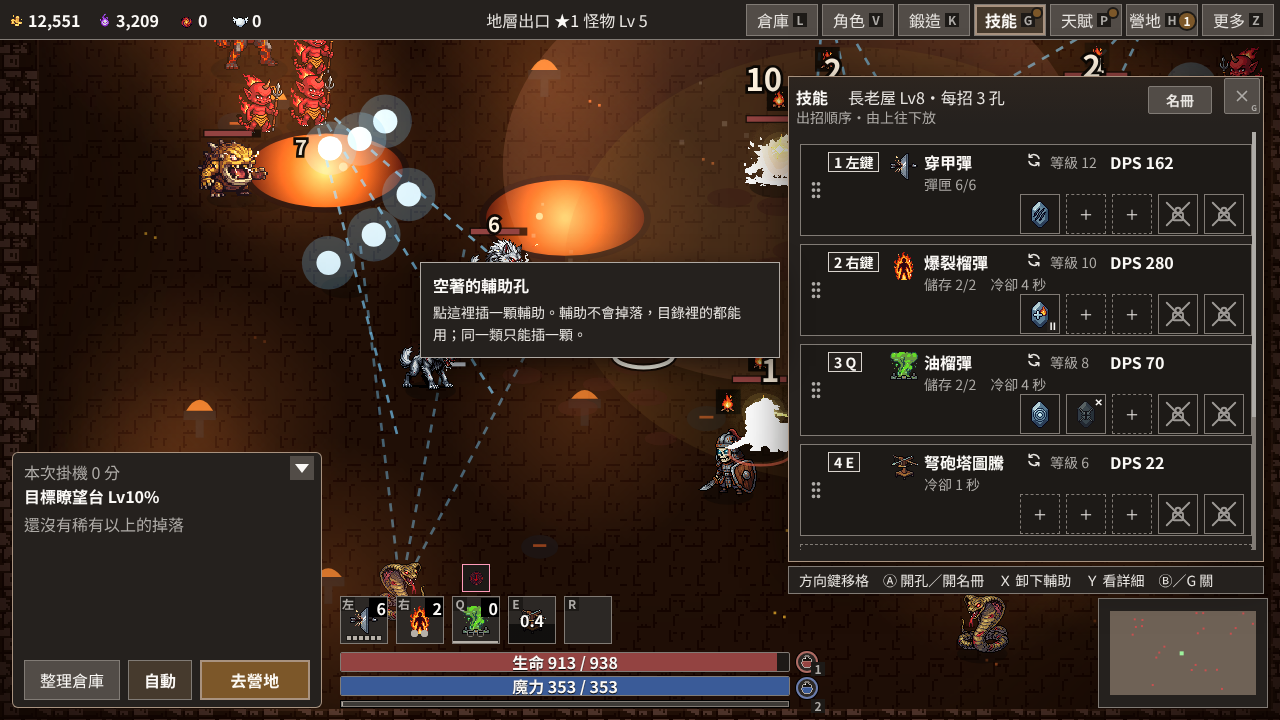 12,551 3,209 0 0
地層出口 ★1 怪物 Lv 5
倉庫 L 角色 V 鍛造 K 技能 G 天賦 P 營地 H 1 更多 Z
10
2
2
7
6
1
技能 長老屋 Lv8・每招 3 孔
出招順序・由上往下放
名冊
G
1 左鍵 穿甲彈 等級 12 DPS 162
彈匣 6/6
2 右鍵 爆裂榴彈 等級 10 DPS 280
儲存 2/2 冷卻 4 秒
3 Q 油榴彈 等級 8 DPS 70
儲存 2/2 冷卻 4 秒
4 E 弩砲塔圖騰 等級 6 DPS 22
冷卻 1 秒
空著的輔助孔
點這裡插一顆輔助。輔助不會掉落，目錄裡的都能
用；同一類只能插一顆。
方向鍵移格 Ⓐ 開孔／開名冊 X 卸下輔助 Y 看詳細 Ⓑ／G 關
本次掛機 0 分
目標瞭望台 Lv10%
還沒有稀有以上的掉落
整理倉庫 自動 去營地
左 6 右 2 Q 0 E 0.4 R
生命 913 / 938
1
魔力 353 / 353
2